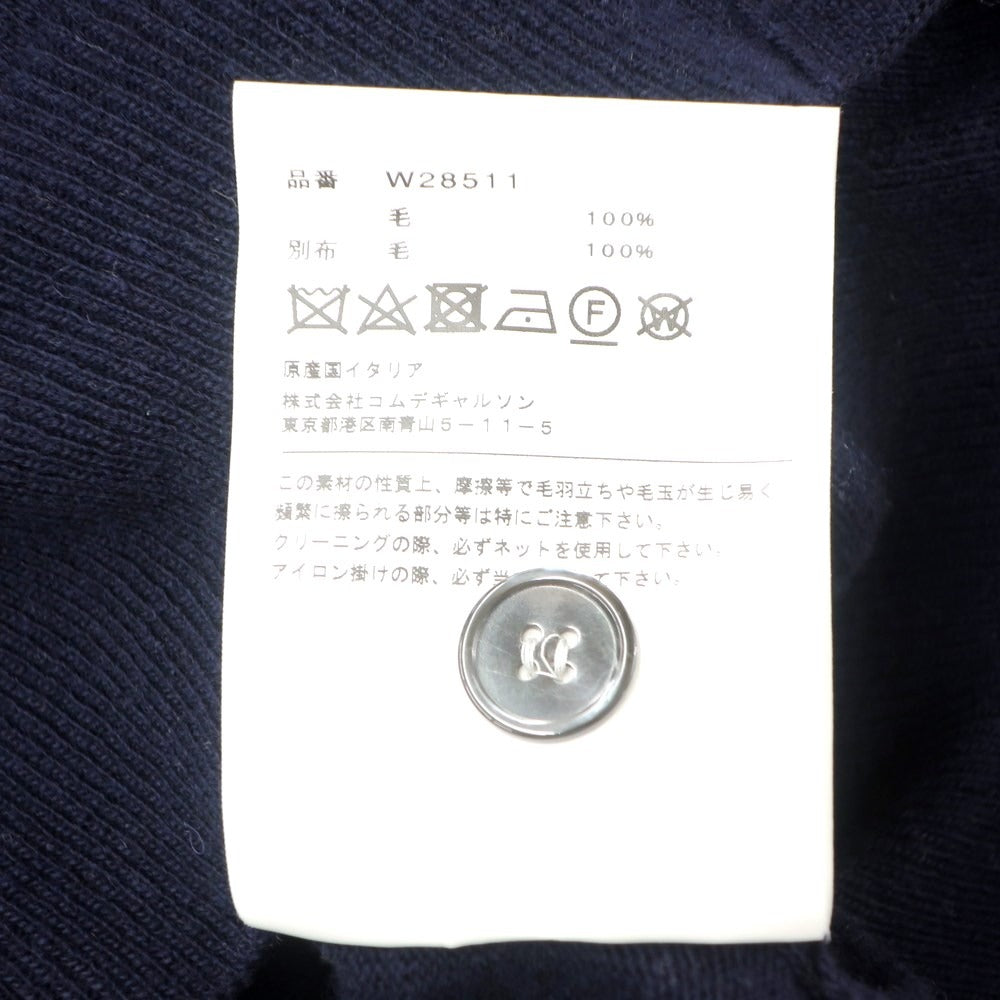 品番 W28511
毛 100%
別布 毛 100%
F W
原産国イタリア
株式会社コムデギャルソン
東京都港区南青山5−11−5
この素材の性質上、摩擦等で毛羽立ちや毛玉が生じ易く
頻繁に擦られる部分等は特にご注意下さい。
クリーニングの際、必ずネットを使用して下さい。
アイロン掛けの際、必ず当 て下さい。